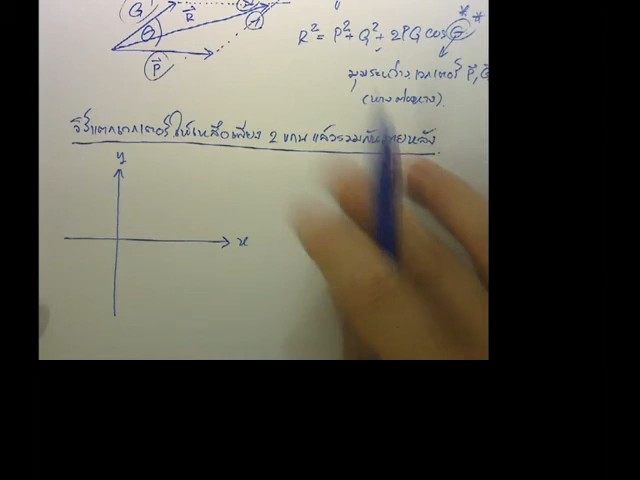 Q
R
θ
P
R² = P² + Q² + 2PQ cos θ
มุมระหว่าง เวกเตอร์ P,Q
(หางต่อหาง)
วิธีแตกเวกเตอร์ให้เหลือเพียง 2 แกน แล้วรวมกันภายหลัง
y
x